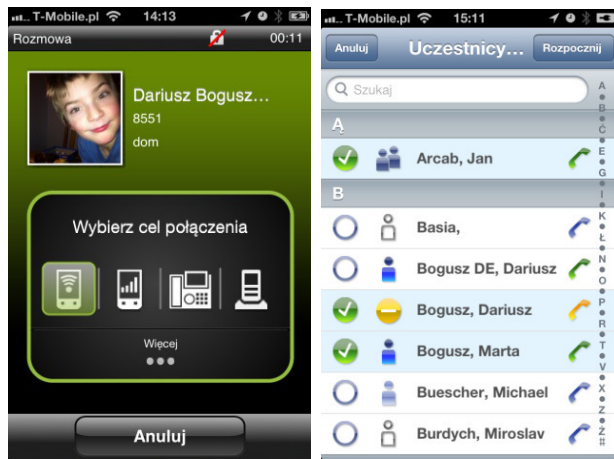 T-Mobile.pl 14:13
Rozmowa 00:11
Dariusz Bogusz...
8551
dom
Wybierz cel połączenia
Więcej
Anuluj
T-Mobile.pl 15:11
Anuluj Uczestnicy... Rozpocznij
Szukaj
Ą
Arcab, Jan
B
Basia,
Bogusz DE, Dariusz
Bogusz, Dariusz
Bogusz, Marta
Buescher, Michael
Burdych, Miroslav
A
B
Ć
E
G
I
K
Ł
N
O
P
R
T
V
X
Z
Ż
#